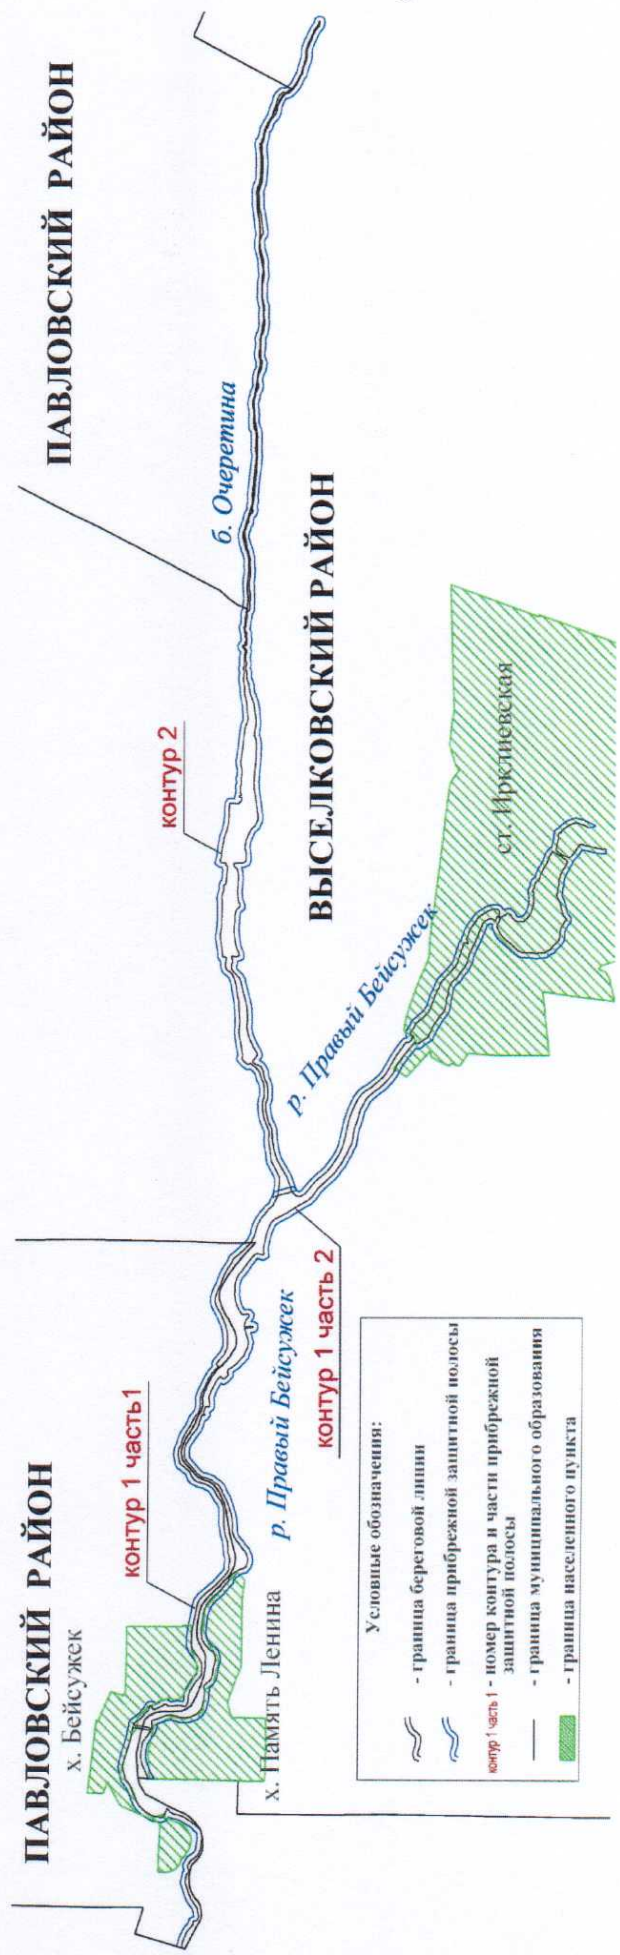 ПАВЛОВСКИЙ РАЙОН
х. Бейсужек
контур 1 часть1
контур 2
б. Очеретина
ПАВЛОВСКИЙ РАЙОН
х. Память Ленина
р. Правый Бейсужек
контур 1 часть 2
р. Правый Бейсужек
ВЫСЕЛКОВСКИЙ РАЙОН
ст. Ирклиевская
Условные обозначения:
- граница береговой линии
- граница прибрежной защитной полосы
контур 1 часть 1 - номер контура и части прибрежной
защитной полосы
- граница муниципального образования
- граница населенного пункта